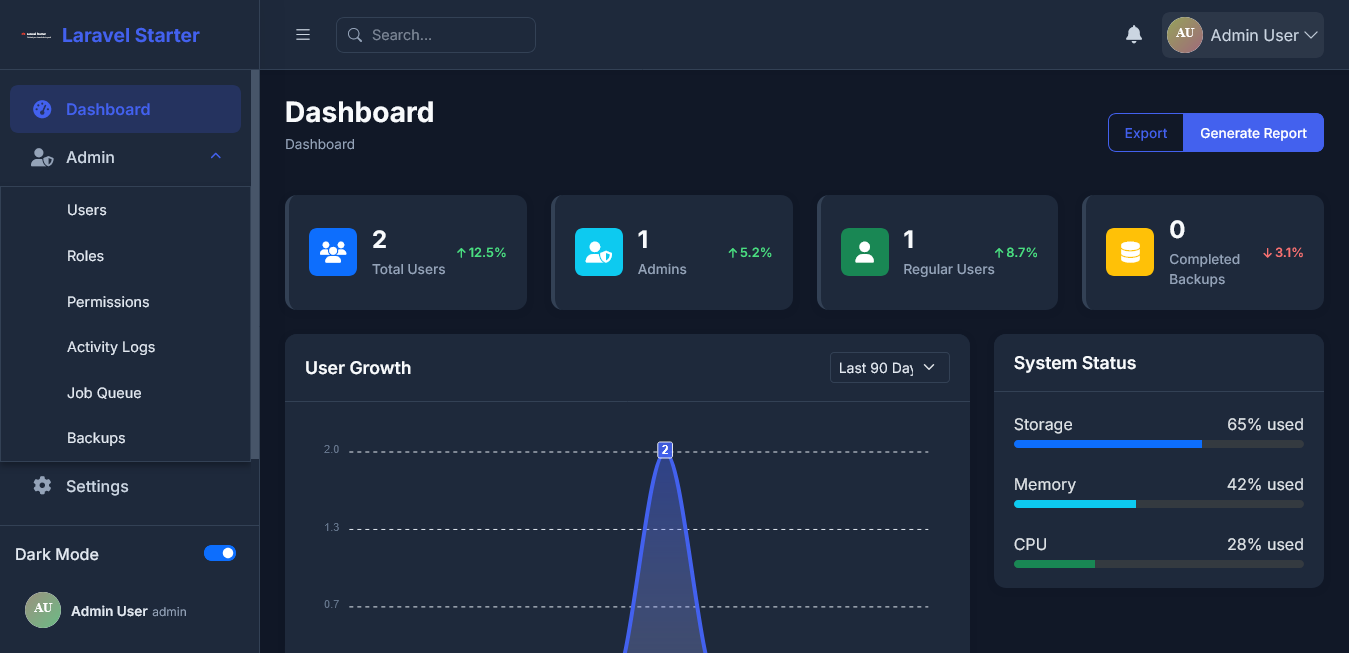 Laravel Starter
Search...
AU
Admin User
Dashboard
Admin
Users
Roles
Permissions
Activity Logs
Job Queue
Backups
Settings
Dark Mode
AU
Admin User admin
Dashboard
Dashboard
Export
Generate Report
2
Total Users
12.5%
1
Admins
5.2%
1
Regular Users
8.7%
0
Completed
Backups
3.1%
User Growth
Last 90 Day
2.0
2
1.3
0.7
System Status
Storage 65% used
Memory 42% used
CPU 28% used